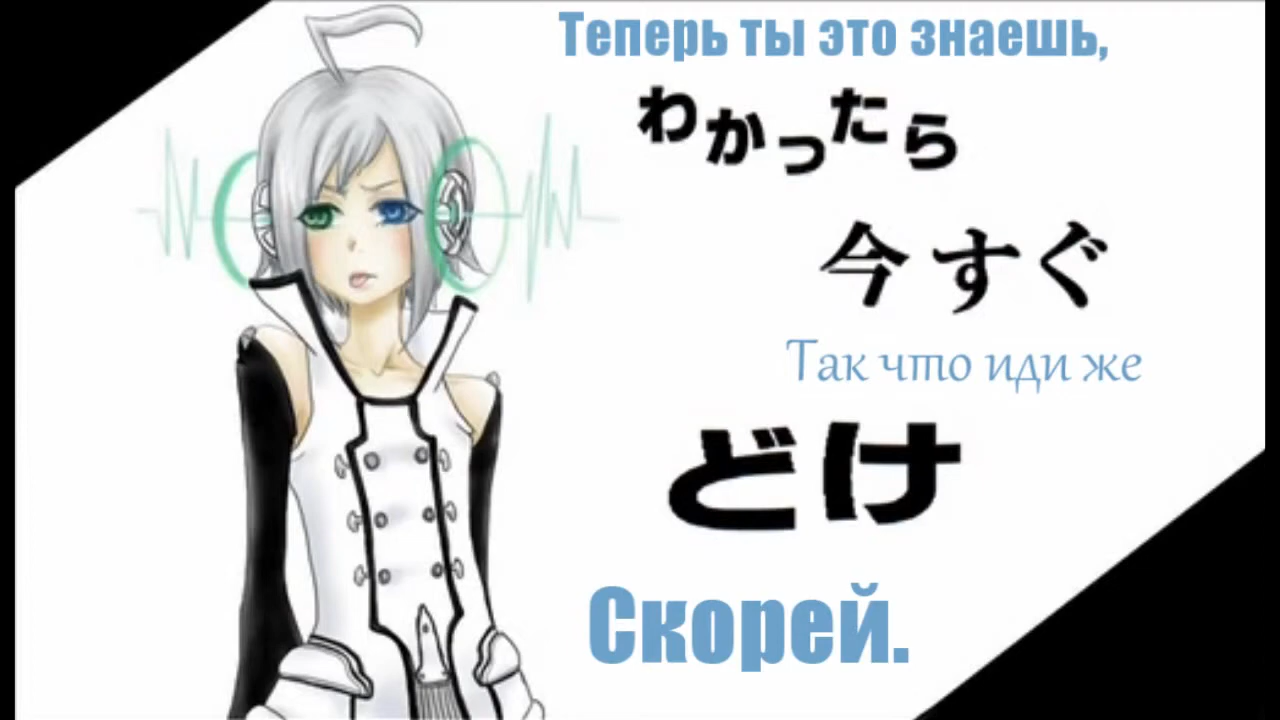 Теперь ты это знаешь,
わかったら
今すぐ
Так что иди же
どけ
Скорей.